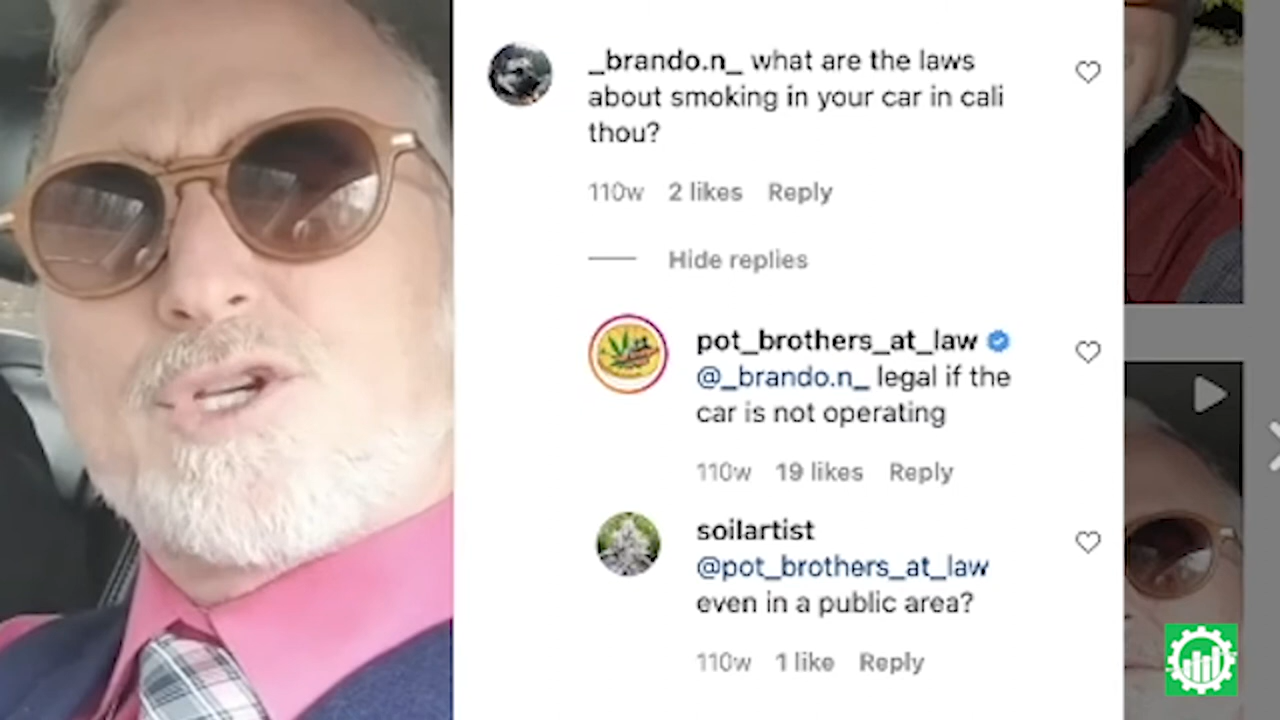 _brando.n_ what are the laws
about smoking in your car in cali
thou?
110w 2 likes Reply
Hide replies
pot_brothers_at_law
@_brando.n_ legal if the
car is not operating
110w 19 likes Reply
soilartist
@pot_brothers_at_law
even in a public area?
110w 1 like Reply